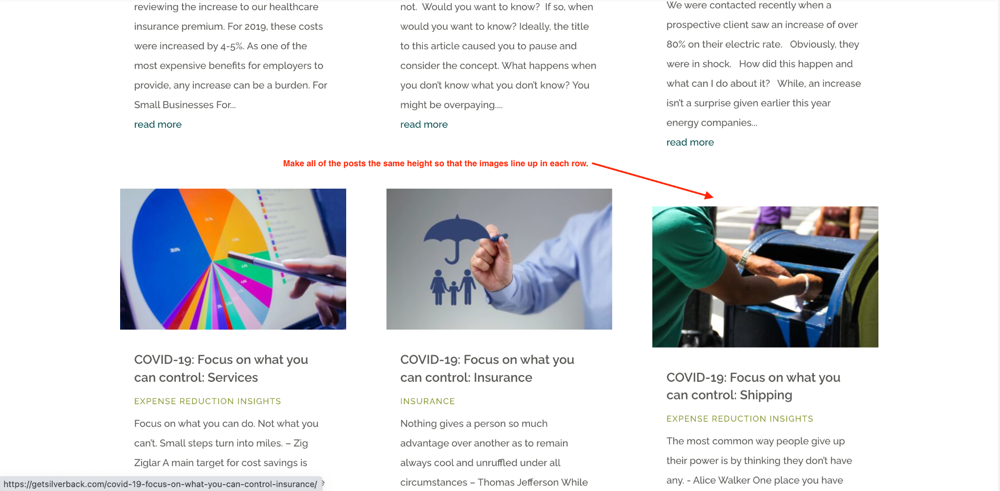 reviewing the increase to our healthcare
insurance premium. For 2019, these costs
were increased by 4-5%. As one of the
most expensive benefits for employers to
provide, any increase can be a burden. For
Small Businesses For...
read more
not.  Would you want to know?  If so, when
would you want to know? Ideally, the title
to this article caused you to pause and
consider the concept. What happens when
you don't know what you don't know? You
might be overpaying....
read more
We were contacted recently when a
prospective client saw an increase of over
80% on their electric rate.   Obviously, they
were in shock.   How did this happen and
what can I do about it?   While, an increase
isn't a surprise given earlier this year
energy companies...
read more
Make all of the posts the same height so that the images line up in each row.
COVID-19: Focus on what you
can control: Services
EXPENSE REDUCTION INSIGHTS
Focus on what you can do. Not what you
can't. Small steps turn into miles. – Zig
Ziglar A main target for cost savings is
COVID-19: Focus on what you
can control: Insurance
INSURANCE
Nothing gives a person so much
advantage over another as to remain
always cool and unruffled under all
circumstances – Thomas Jefferson While
COVID-19: Focus on what you
can control: Shipping
EXPENSE REDUCTION INSIGHTS
The most common way people give up
their power is by thinking they don't have
any. - Alice Walker One place you have
https://getsilverback.com/covid-19-focus-on-what-you-can-control-insurance/